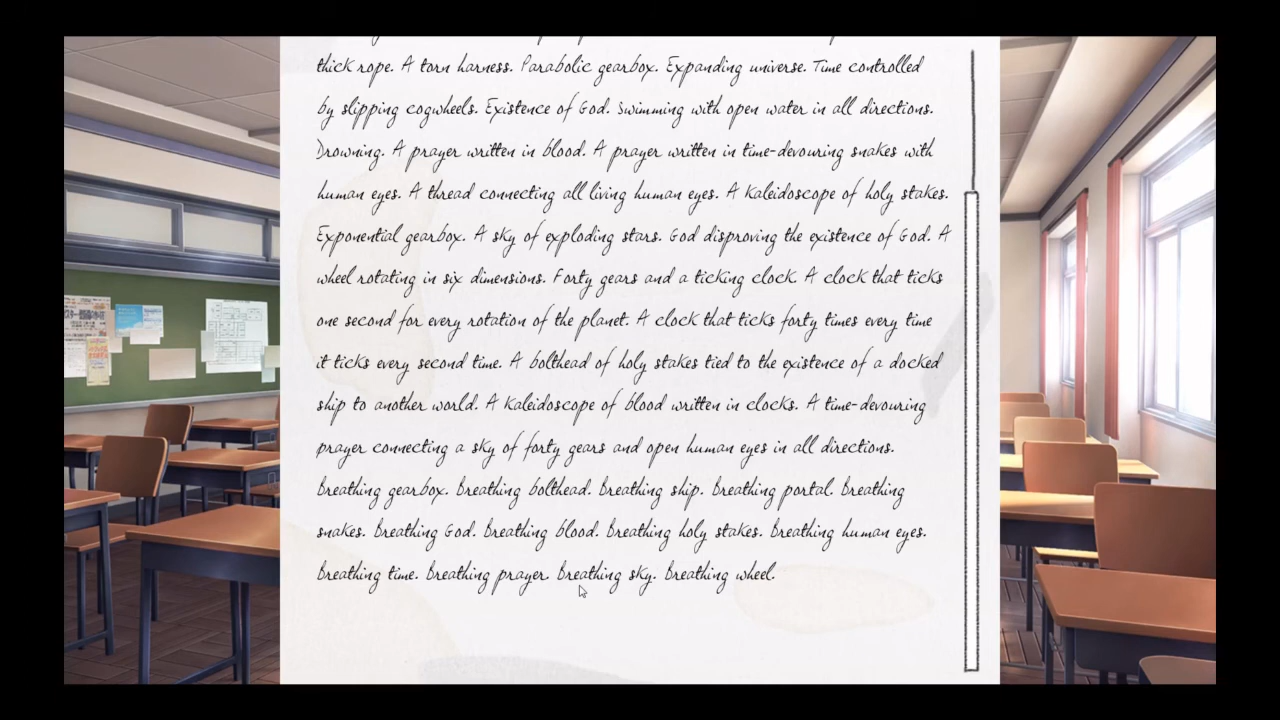 thick rope. A torn harness. Parabolic gearbox. Expanding universe. Time controlled
by slipping cogwheels. Existence of God. Swimming with open water in all directions.
Drowning. A prayer written in blood. A prayer written in time-devouring snakes with
human eyes. A thread connecting all living human eyes. A kaleidoscope of holy stakes.
Exponential gearbox. A sky of exploding stars. God disproving the existence of God. A
wheel rotating in six dimensions. Forty gears and a ticking clock. A clock that ticks
one second for every rotation of the planet. A clock that ticks forty times every time
it ticks every second time. A bolthead of holy stakes tied to the existence of a docked
ship to another world. A kaleidoscope of blood written in clocks. A time-devouring
prayer connecting a sky of forty gears and open human eyes in all directions.
Breathing gearbox. Breathing bolthead. Breathing ship. Breathing portal. Breathing
snakes. Breathing God. Breathing blood. Breathing holy stakes. Breathing human eyes.
Breathing time. Breathing prayer. Breathing sky. Breathing wheel.